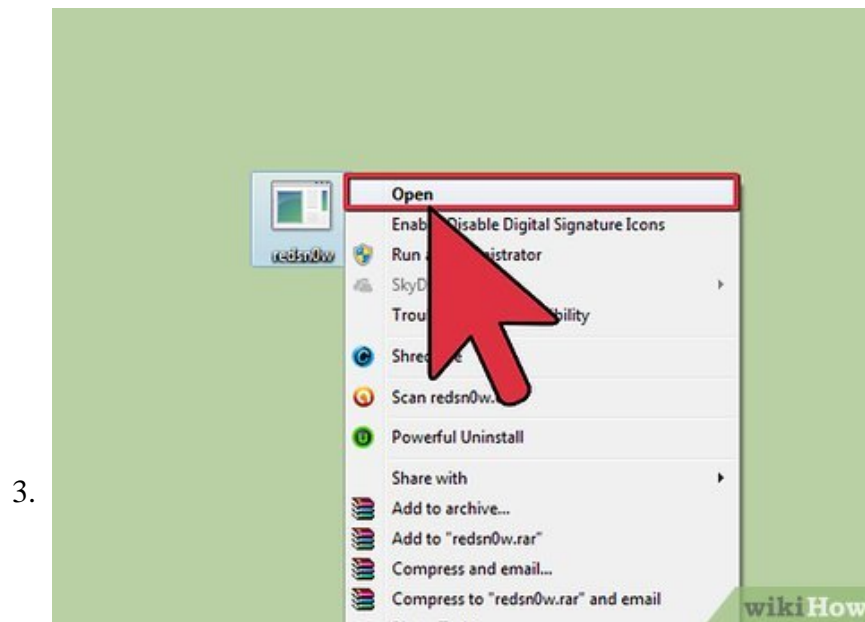 Open
Enab Disable Digital Signature Icons
redsn0w
Run a istrator
SkyD
Trou bility
Shred e
Scan redsn0w.
Powerful Uninstall
Share with
3.
Add to archive...
Add to "redsn0w.rar"
Compress and email...
Compress to "redsn0w.rar" and email
wikiHow